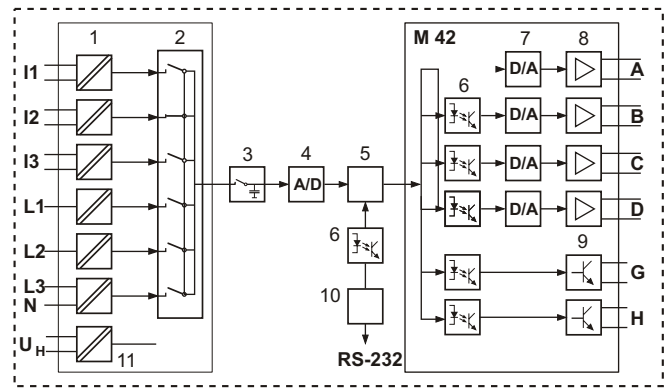 1 2 M 42 7 8
I1 D/A A
I2 6 D/A B
I3 3 4 5 D/A C
A/D
L1 D/A D
L2 6 9
L3 G
N 10 H
U H 11 RS-232